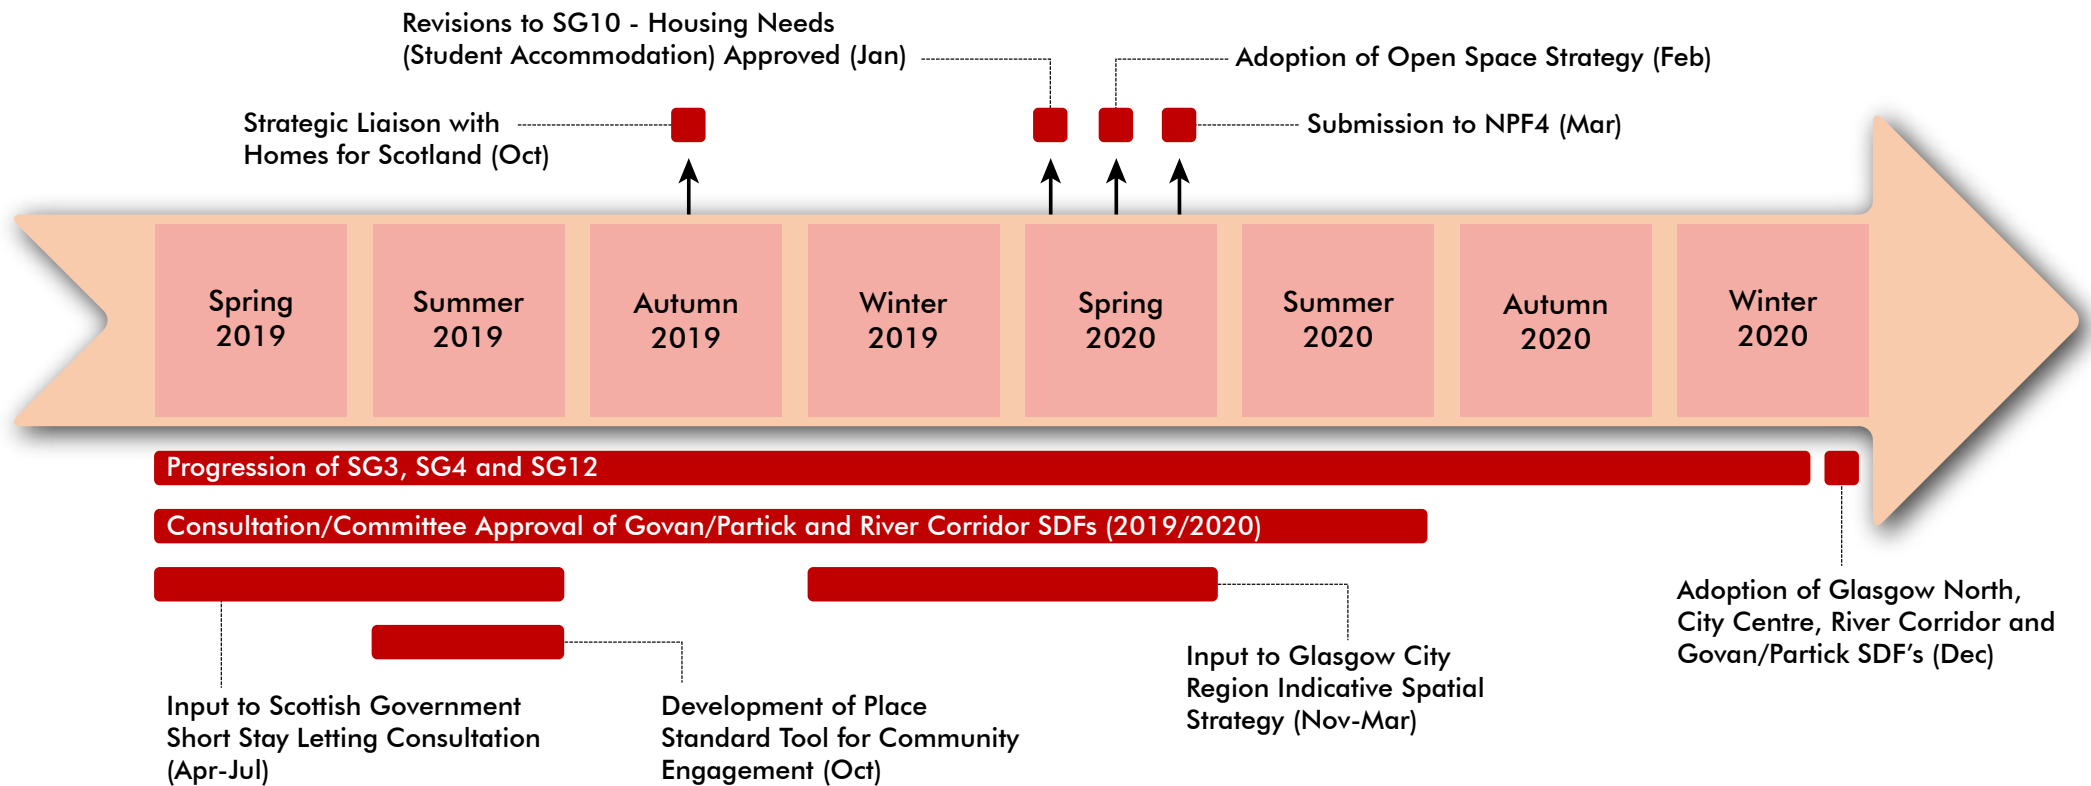 Revisions to SG10 - Housing Needs
(Student Accommodation) Approved (Jan)
Adoption of Open Space Strategy (Feb)
Strategic Liaison with
Homes for Scotland (Oct)
Submission to NPF4 (Mar)
Spring
2019
Summer
2019
Autumn
2019
Winter
2019
Spring
2020
Summer
2020
Autumn
2020
Winter
2020
Progression of SG3, SG4 and SG12
Consultation/Committee Approval of Govan/Partick and River Corridor SDFs (2019/2020)
Input to Scottish Government
Short Stay Letting Consultation
(Apr-Jul)
Development of Place
Standard Tool for Community
Engagement (Oct)
Input to Glasgow City
Region Indicative Spatial
Strategy (Nov-Mar)
Adoption of Glasgow North,
City Centre, River Corridor and
Govan/Partick SDF’s (Dec)